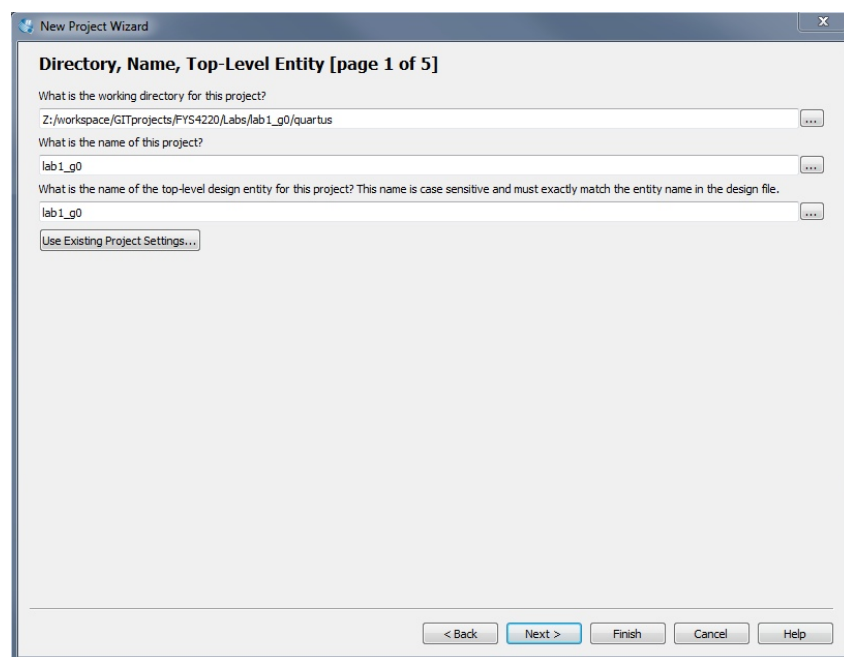 New Project Wizard
X
Directory, Name, Top-Level Entity [page 1 of 5]
What is the working directory for this project?
Z:/workspace/GITprojects/FYS4220/Labs/lab1_g0/quartus
...
What is the name of this project?
lab1_g0
...
What is the name of the top-level design entity for this project? This name is case sensitive and must exactly match the entity name in the design file.
lab1_g0
...
Use Existing Project Settings...
< Back Next > Finish Cancel Help